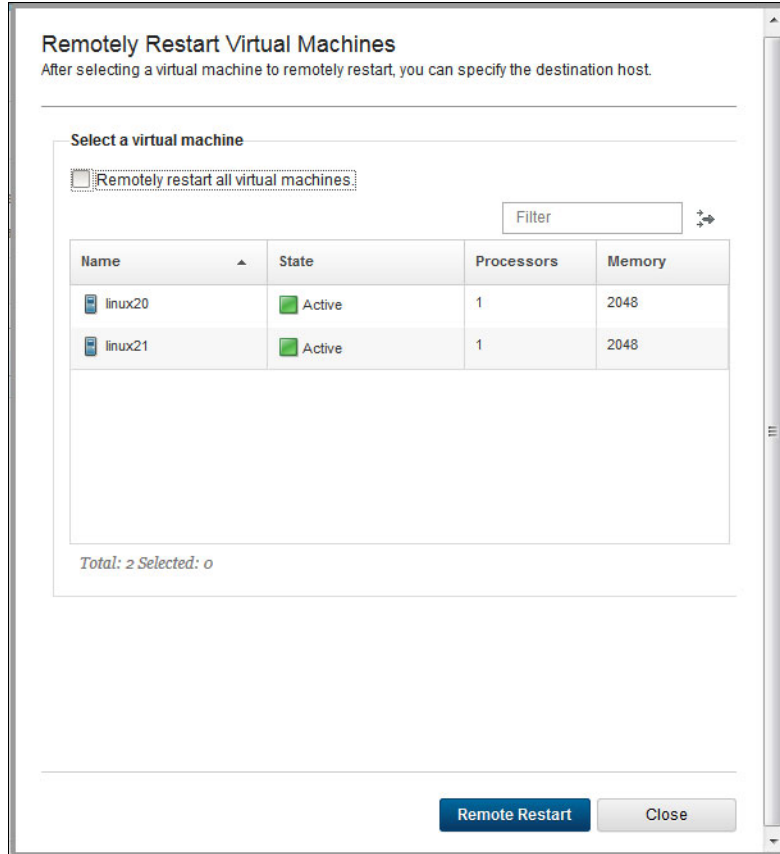 Remotely Restart Virtual Machines
After selecting a virtual machine to remotely restart, you can specify the destination host.
Select a virtual machine
Remotely restart all virtual machines.
Filter
Name State Processors Memory
linux20 Active 1 2048
linux21 Active 1 2048
Total: 2 Selected: 0
Remote Restart Close